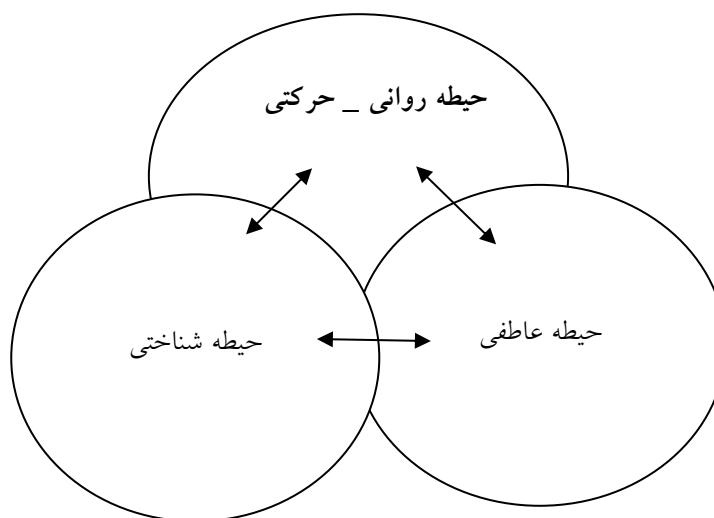 حیطه روانی _ حرکتی
حیطه عاطفی
حیطه شناختی